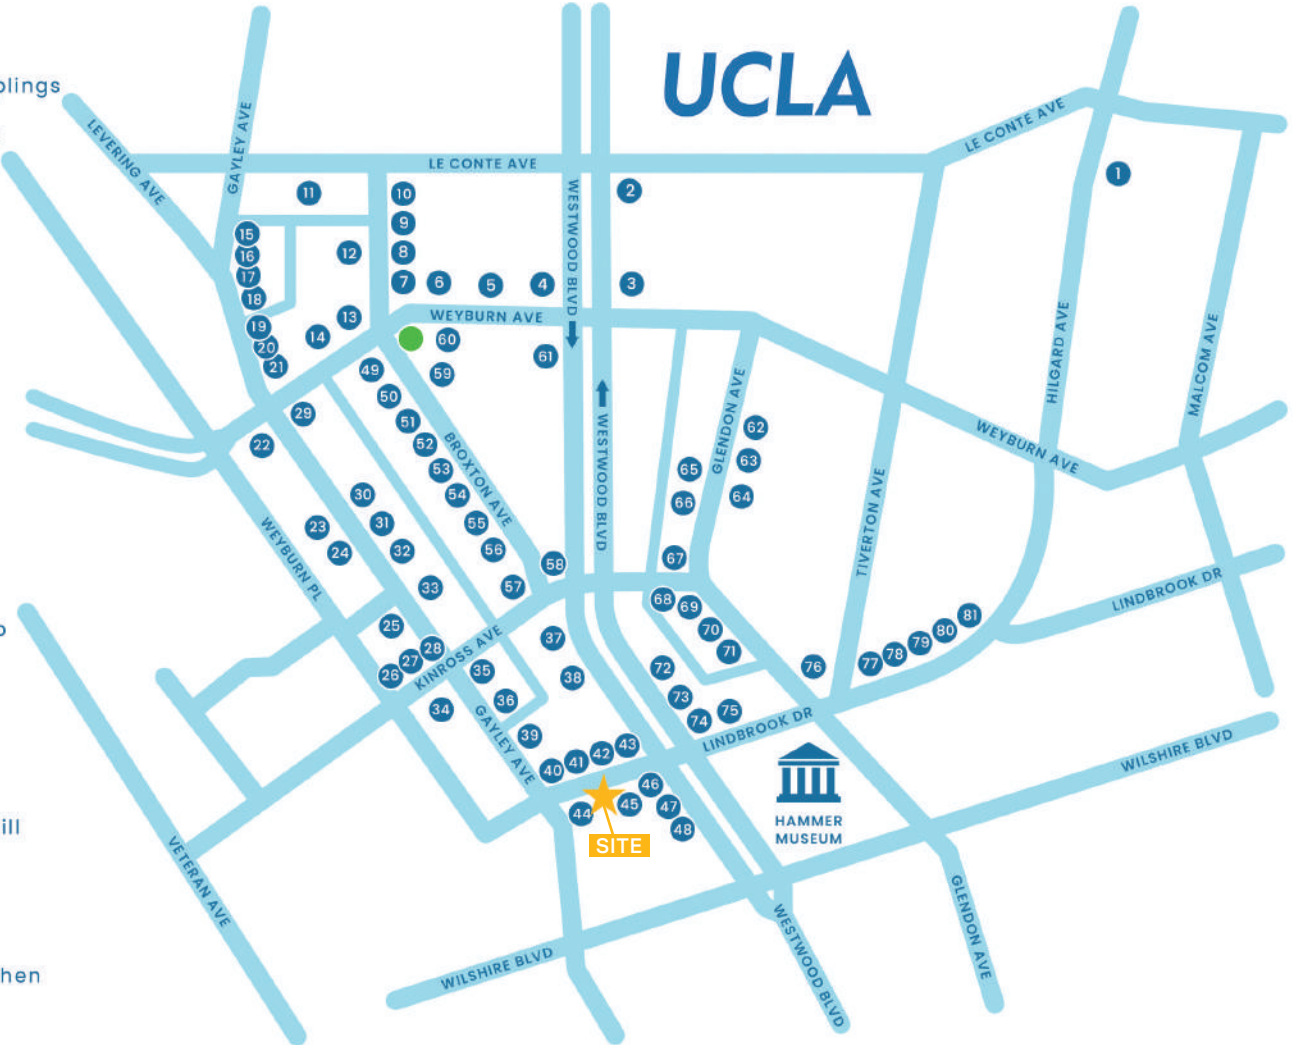 UCLA
blings
LEVERING AVE
GAYLEY AVE
LE CONTE AVE
LE CONTE AVE
1
2
11
10
9
8
7
6
5
4
3
12
15
16
17
18
13
14
19
20
21
WESTWOOD BLVD
WEYBURN AVE
HILGARD AVE
MALCOM AVE
60
61
59
49
50
51
52
53
54
55
56
57
58
BROXTON AVE
WESTWOOD BLVD
GLENDON AVE
62
63
64
65
66
67
WEYBURN AVE
TIVERTON AVE
29
22
30
31
32
33
23
24
WEYBURN PL
25
26
27
28
KINROSS AVE
34
35
36
37
38
39
GAYLEY AVE
68
69
70
71
72
73
74
75
76
77
78
79
80
81
LINDBROOK DR
LINDBROOK DR
WILSHIRE BLVD
40
41
42
43
44
45
46
47
48
SITE
HAMMER
MUSEUM
ill
VETERAN AVE
hen
WILSHIRE BLVD
WESTWOOD BLVD
GLENDON AVE